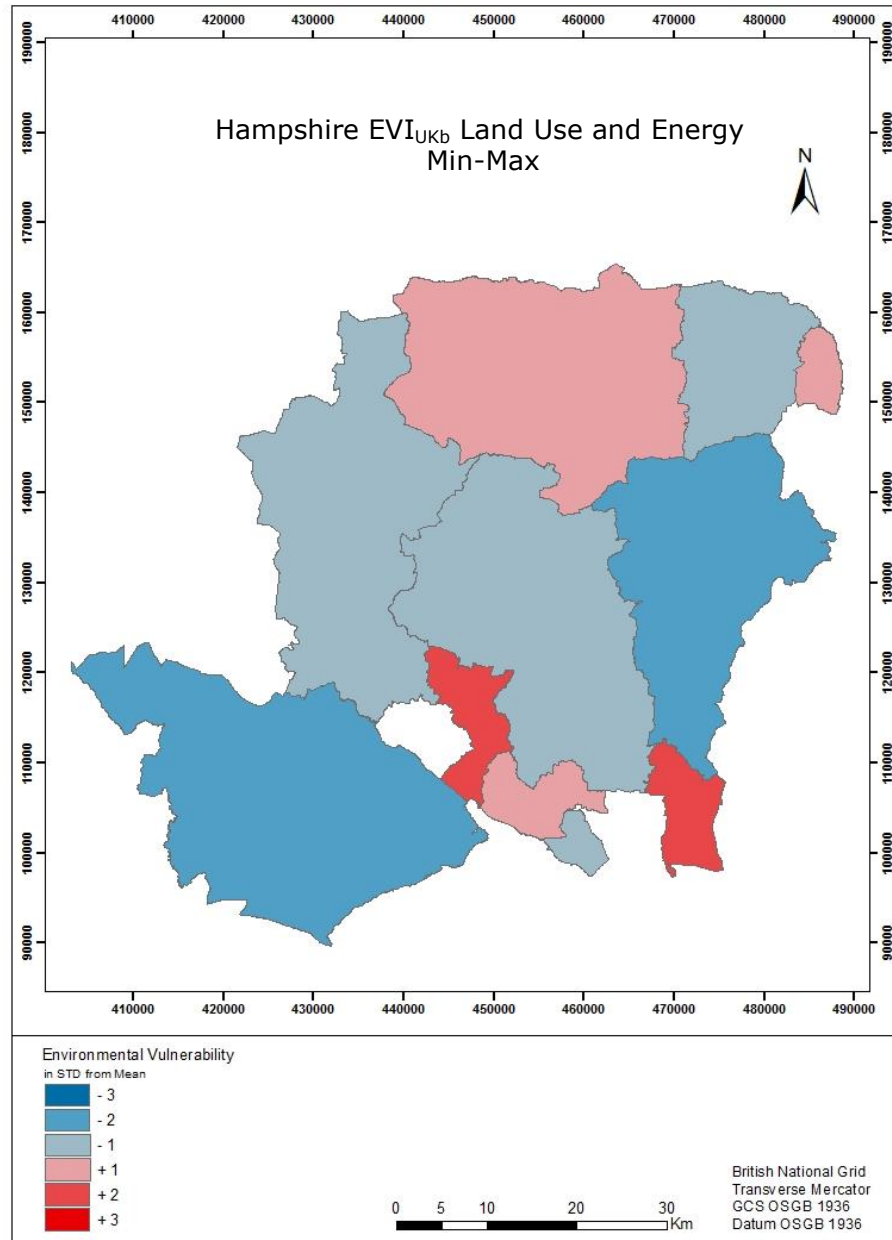 410000 420000 430000 440000 450000 460000 470000 480000 490000
190000
190000
180000
180000
170000
170000
160000
160000
150000
150000
140000
140000
130000
130000
120000
120000
110000
110000
100000
100000
90000
90000
Hampshire EVIUKb Land Use and Energy
Min-Max
N
410000 420000 430000 440000 450000 460000 470000 480000 490000
Environmental Vulnerability
in STD from Mean
- 3
- 2
- 1
+ 1
+ 2
+ 3
0 5 10 20 30
Km
British National Grid
Transverse Mercator
GCS OSGB 1936
Datum OSGB 1936